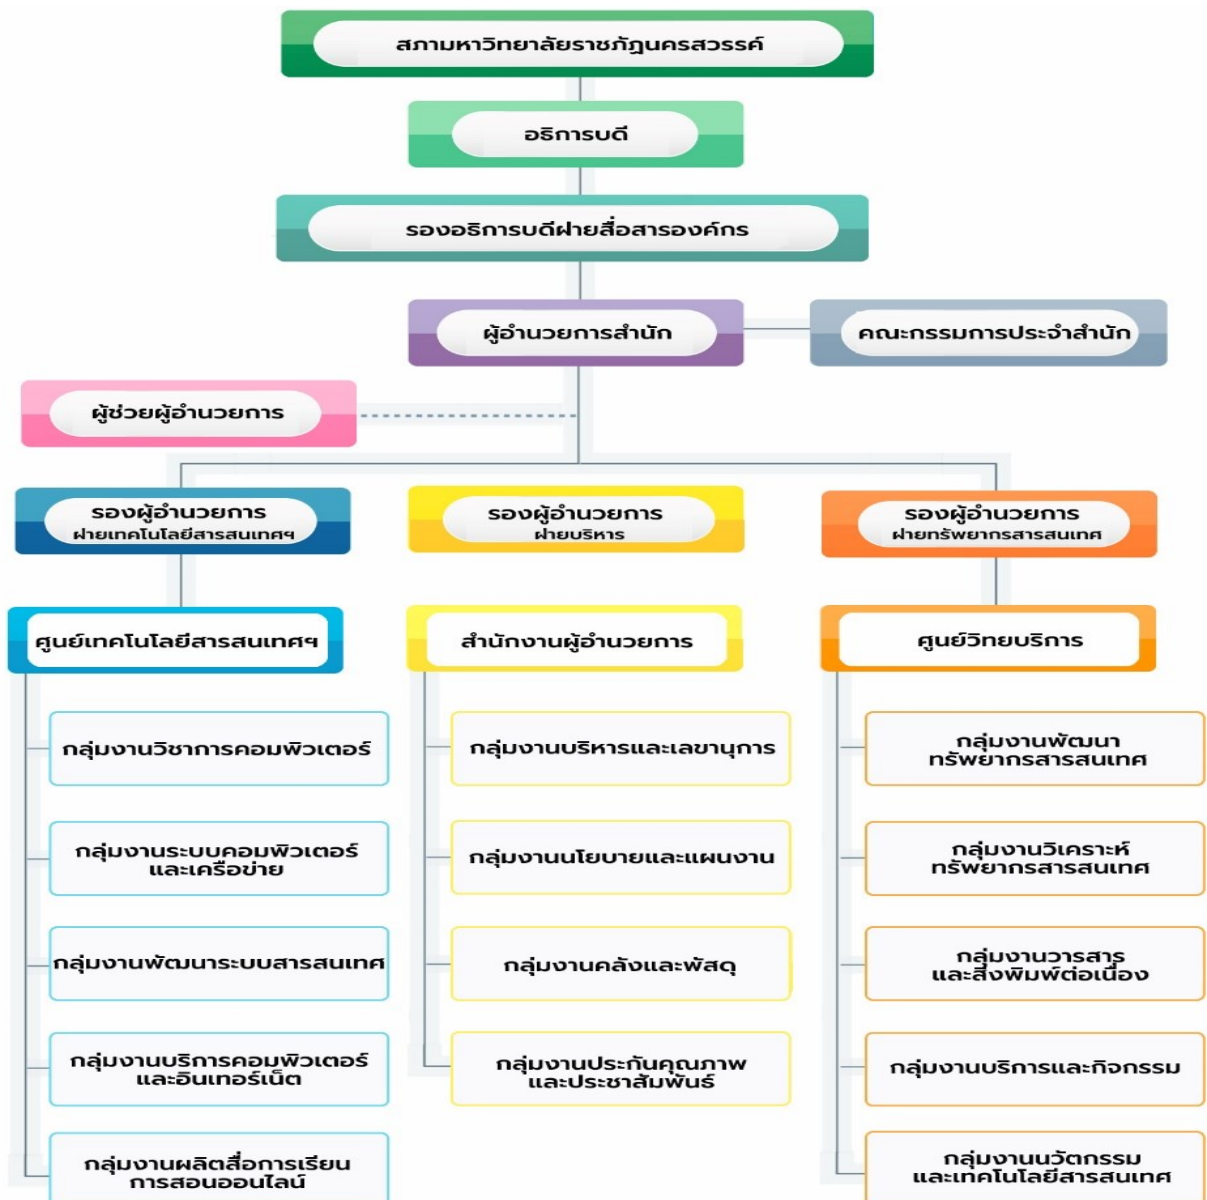 สภามหาวิทยาลัยราชภัฏนครสวรรค์
อธิการบดี
รองอธิการบดีฝ่ายสื่อสารองค์กร
ผู้อำนวยการสำนัก
คณะกรรมการประจำสำนัก
ผู้ช่วยผู้อำนวยการ
รองผู้อำนวยการ
ฝ่ายเทคโนโลยีสารสนเทศฯ
รองผู้อำนวยการ
ฝ่ายบริหาร
รองผู้อำนวยการ
ฝ่ายทรัพยากรสารสนเทศ
ศูนย์เทคโนโลยีสารสนเทศฯ
สำนักงานผู้อำนวยการ
ศูนย์วิทยบริการ
กลุ่มงานวิชาการคอมพิวเตอร์
กลุ่มงานบริหารและเลขานุการ
กลุ่มงานพัฒนา
ทรัพยากรสารสนเทศ
กลุ่มงานระบบคอมพิวเตอร์
และเครือข่าย
กลุ่มงานนโยบายและแผนงาน
กลุ่มงานวิเคราะห์
ทรัพยากรสารสนเทศ
กลุ่มงานพัฒนาระบบสารสนเทศ
กลุ่มงานคลังและพัสดุ
กลุ่มงานวารสาร
และสิ่งพิมพ์ต่อเนื่อง
กลุ่มงานบริการคอมพิวเตอร์
และอินเทอร์เน็ต
กลุ่มงานประกันคุณภาพ
และประชาสัมพันธ์
กลุ่มงานบริการและกิจกรรม
กลุ่มงานผลิตสื่อการเรียน
การสอนออนไลน์
กลุ่มงานนวัตกรรม
และเทคโนโลยีสารสนเทศ